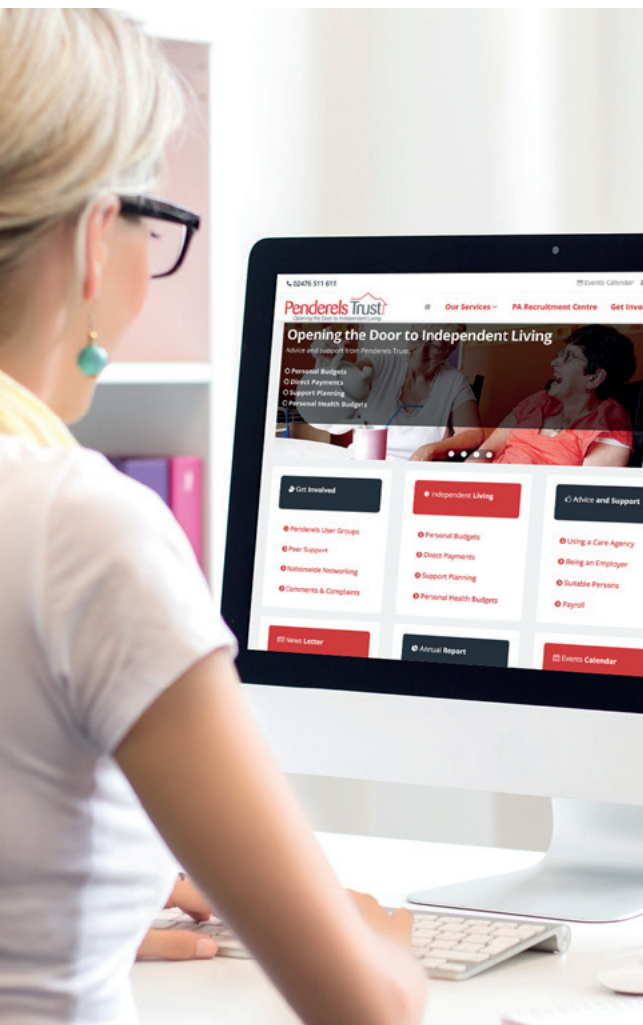 02476 511 611
Events Calendar
Penderels Trust
Opening the Door to Independent Living
Our Services
PA Recruitment Centre
Get Invo
Opening the Door to Independent Living
Advice and support from Penderels Trust.
Personal Budgets
Direct Payments
Support Planning
Personal Health Budgets
Get Involved
Penderels User Groups
Peer Support
Nationwide Networking
Comments & Complaints
Independent Living
Personal Budgets
Direct Payments
Support Planning
Personal Health Budgets
Advice and Support
Using a Care Agency
Being an Employer
Suitable Persons
Payroll
News Letter
Annual Report
Events Calendar